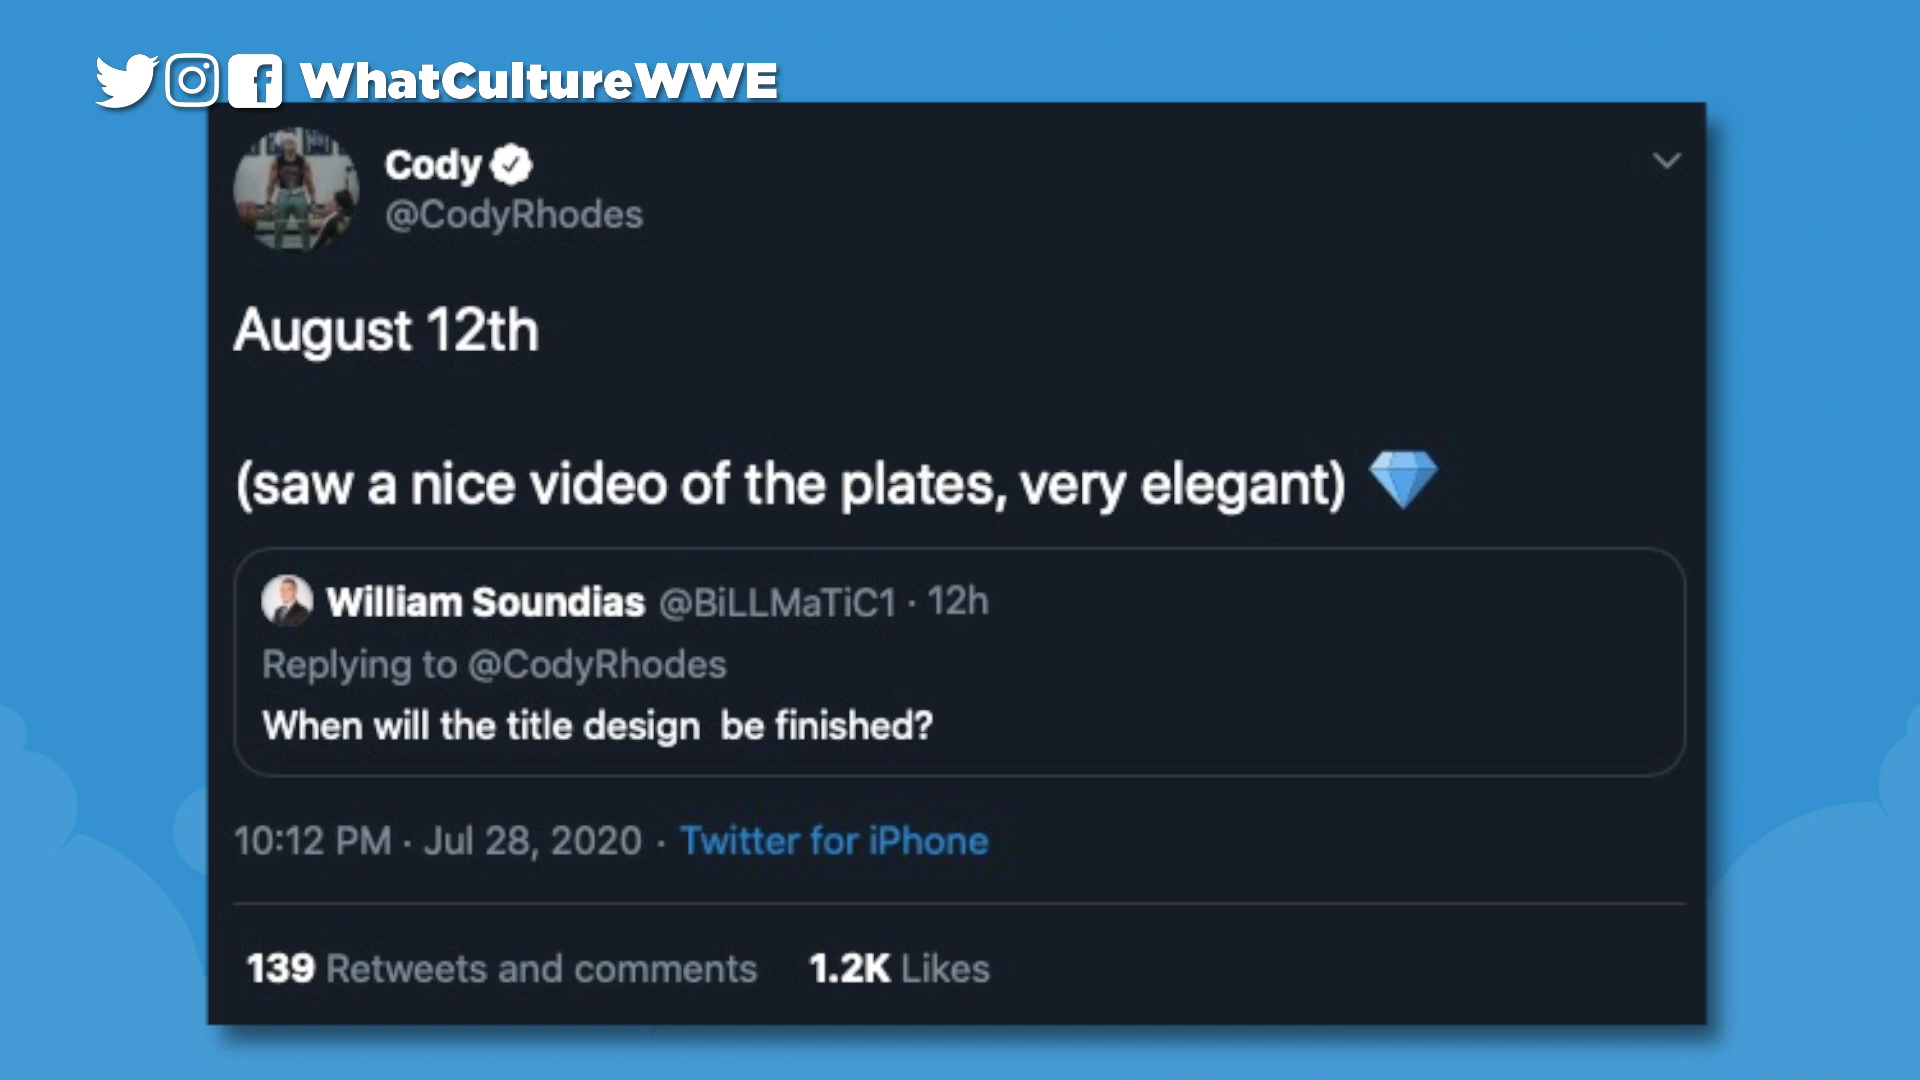 WhatCultureWWE
Cody
@CodyRhodes
August 12th
(saw a nice video of the plates, very elegant) 💎
William Soundias @BiLLMaTiC1 · 12h
Replying to @CodyRhodes
When will the title design  be finished?
10:12 PM · Jul 28, 2020 · Twitter for iPhone
139 Retweets and comments 1.2K Likes